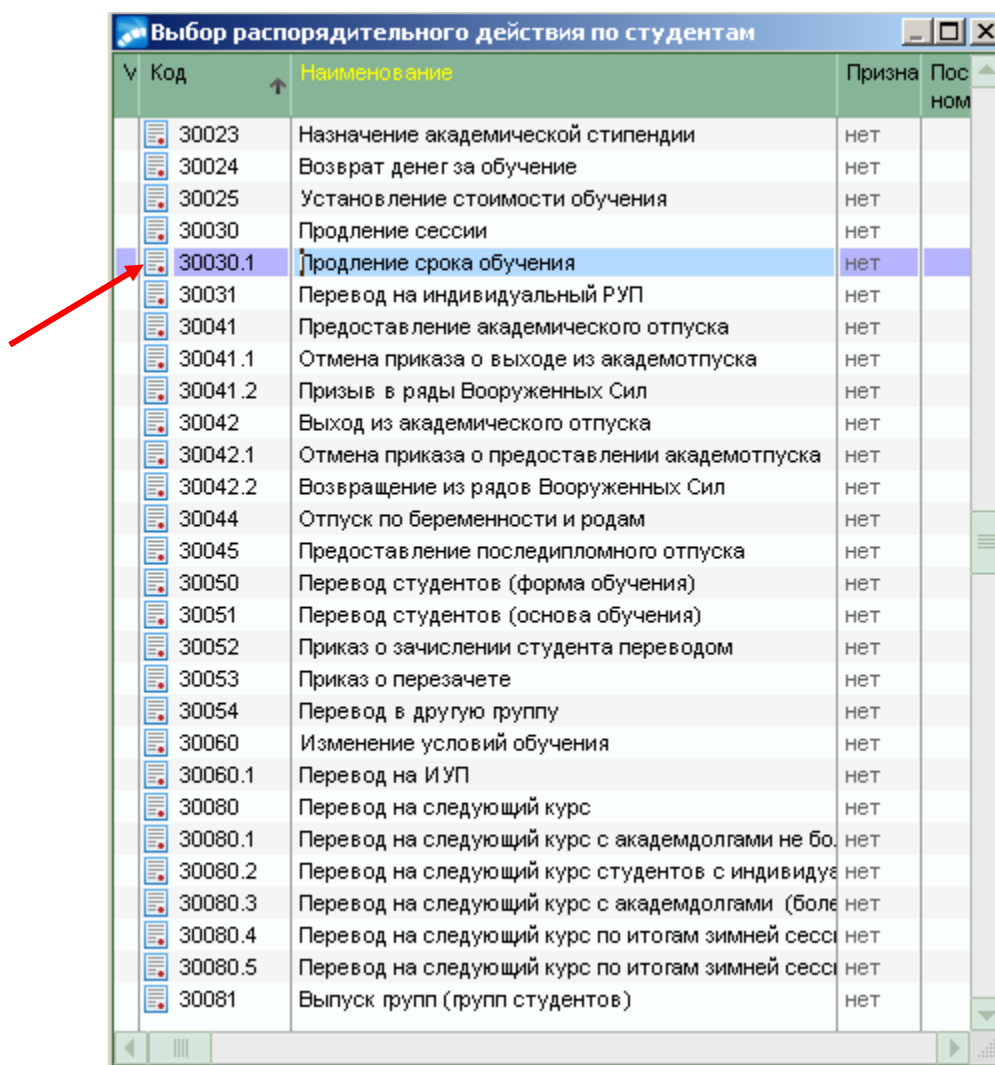 Выбор распорядительного действия по студентам
V Код Наименование Призна Пос
ном
30023 Назначение академической стипендии нет
30024 Возврат денег за обучение нет
30025 Установление стоимости обучения нет
30030 Продление сессии нет
30030.1 Продление срока обучения нет
30031 Перевод на индивидуальный РУП нет
30041 Предоставление академического отпуска нет
30041.1 Отмена приказа о выходе из академотпуска нет
30041.2 Призыв в ряды Вооруженных Сил нет
30042 Выход из академического отпуска нет
30042.1 Отмена приказа о предоставлении академотпуска нет
30042.2 Возвращение из рядов Вооруженных Сил нет
30044 Отпуск по беременности и родам нет
30045 Предоставление последипломного отпуска нет
30050 Перевод студентов (форма обучения) нет
30051 Перевод студентов (основа обучения) нет
30052 Приказ о зачислении студента переводом нет
30053 Приказ о перезачете нет
30054 Перевод в другую группу нет
30060 Изменение условий обучения нет
30060.1 Перевод на ИУП нет
30080 Перевод на следующий курс нет
30080.1 Перевод на следующий курс с академдолгами не бо. нет
30080.2 Перевод на следующий курс студентов с индивидуа нет
30080.3 Перевод на следующий курс с академдолгами (боле нет
30080.4 Перевод на следующий курс по итогам зимней сесси нет
30080.5 Перевод на следующий курс по итогам зимней сесси нет
30081 Выпуск групп (групп студентов) нет